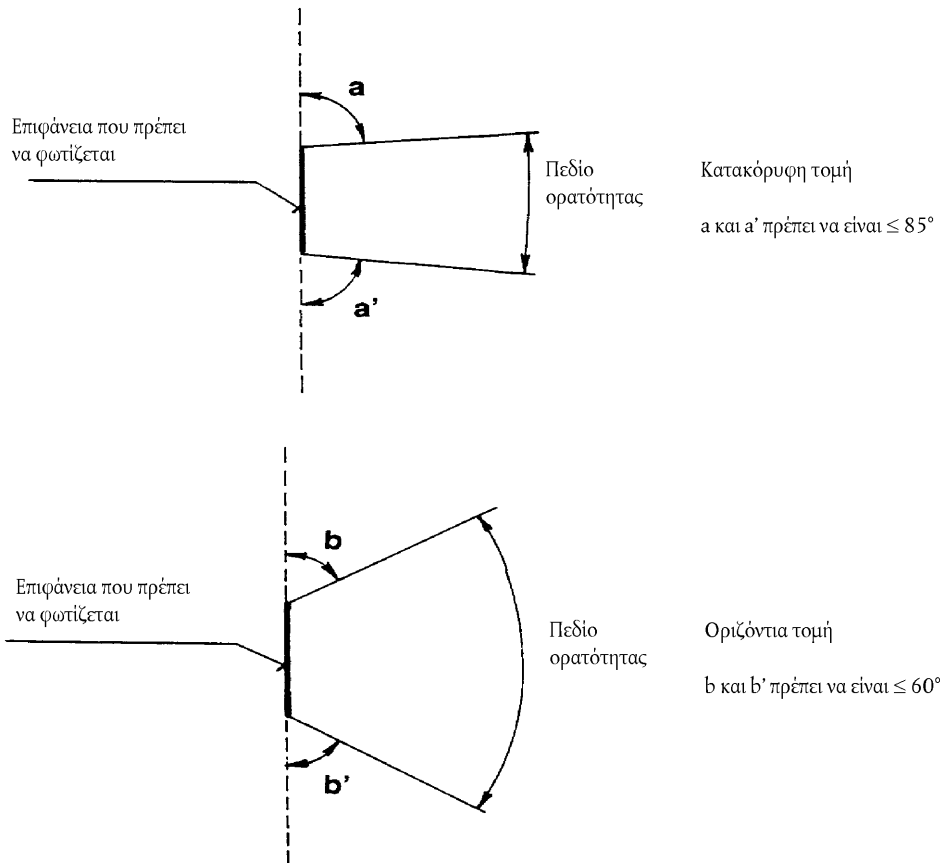 a
Επιφάνεια που πρέπει
να φωτίζεται
Πεδίο
ορατότητας
Κατακόρυφη τομή
a και a’ πρέπει να είναι ≤ 85°
a’
b
Επιφάνεια που πρέπει
να φωτίζεται
Πεδίο
ορατότητας
Οριζόντια τομή
b και b’ πρέπει να είναι ≤ 60°
b’